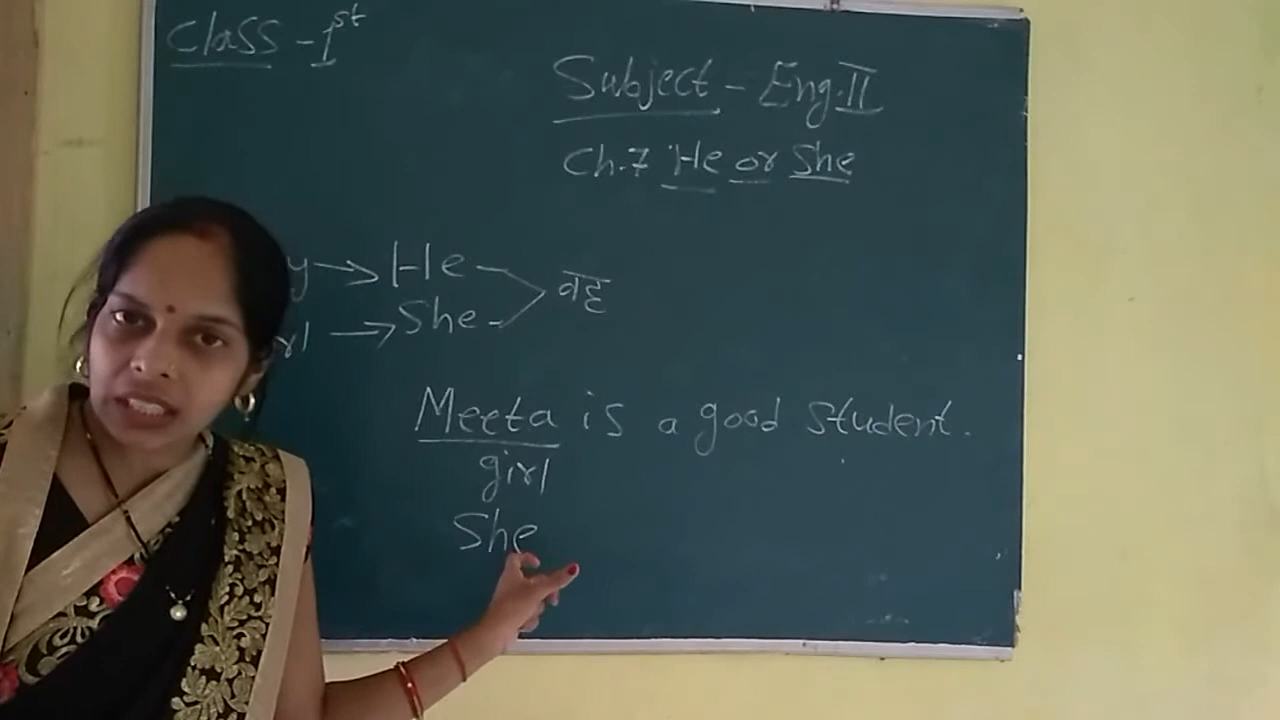 Class - 1st
Subject - Eng.II
Ch.7 He or She
y → He
rl → She
वह
Meeta is a good student.
girl
She